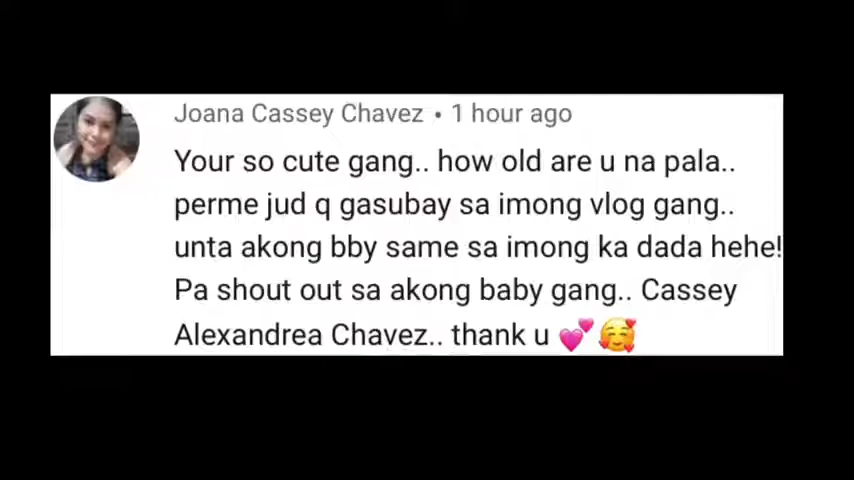 Joana Cassey Chavez • 1 hour ago
Your so cute gang.. how old are u na pala..
perme jud q gasubay sa imong vlog gang..
unta akong bby same sa imong ka dada hehe!
Pa shout out sa akong baby gang.. Cassey
Alexandrea Chavez.. thank u 💕🥰